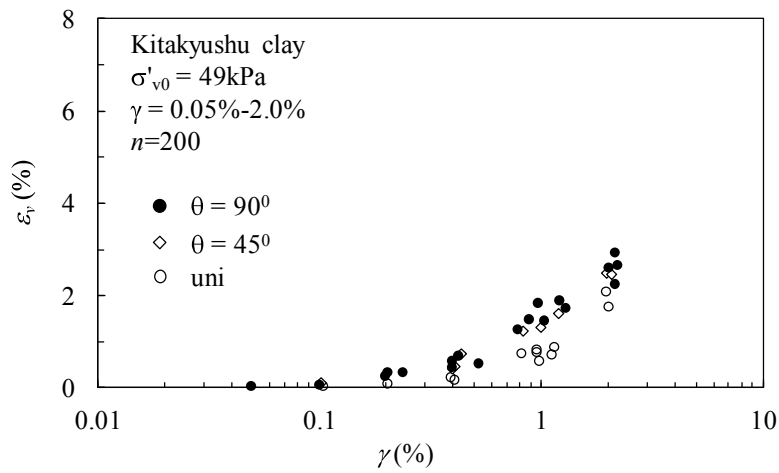 8
6
4
2
0
εv (%)
Kitakyushu clay
σ'v0 = 49kPa
γ = 0.05%-2.0%
n=200
θ = 90⁰
θ = 45⁰
uni
0.01 0.1 1 10
γ (%)